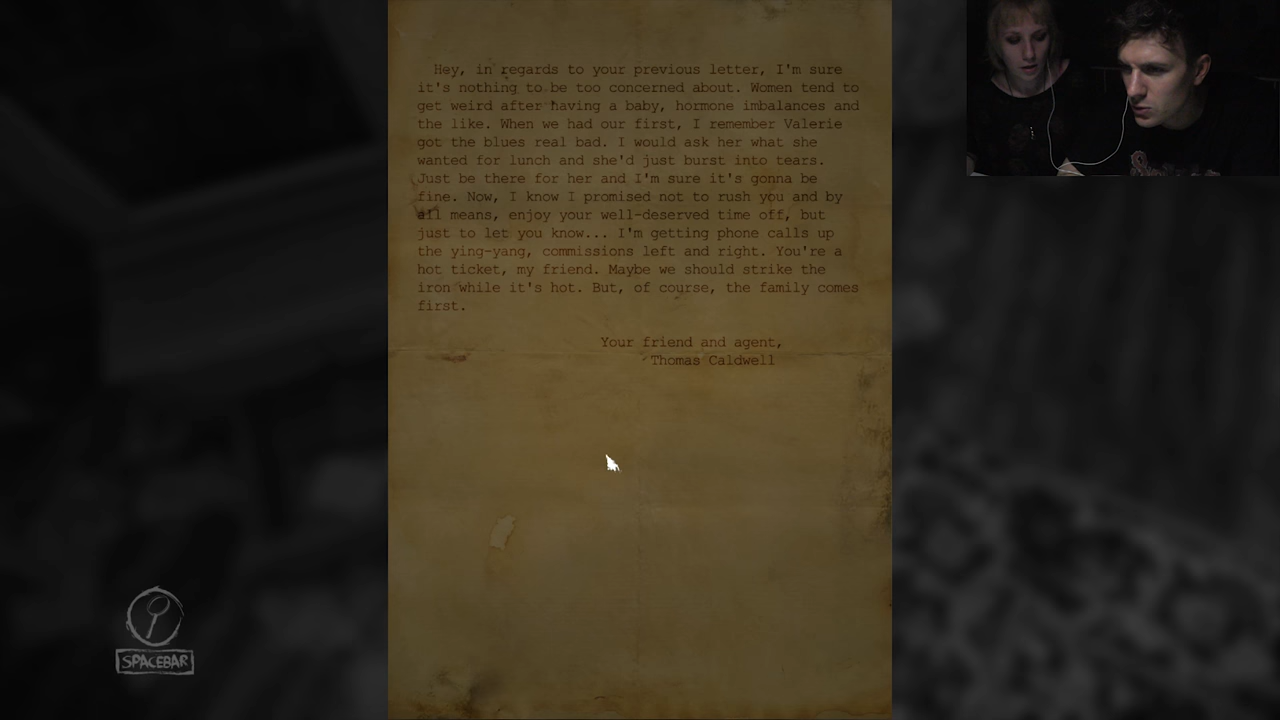 Hey, in regards to your previous letter, I'm sure
it's nothing to be too concerned about. Women tend to
get weird after having a baby, hormone imbalances and
the like. When we had our first, I remember Valerie
got the blues real bad. I would ask her what she
wanted for lunch and she'd just burst into tears.
Just be there for her and I'm sure it's gonna be
fine. Now, I know I promised not to rush you and by
all means, enjoy your well-deserved time off, but
just to let you know... I'm getting phone calls up
the ying-yang, commissions left and right. You're a
hot ticket, my friend. Maybe we should strike the
iron while it's hot. But, of course, the family comes
first.
Your friend and agent,
Thomas Caldwell
SPACEBAR